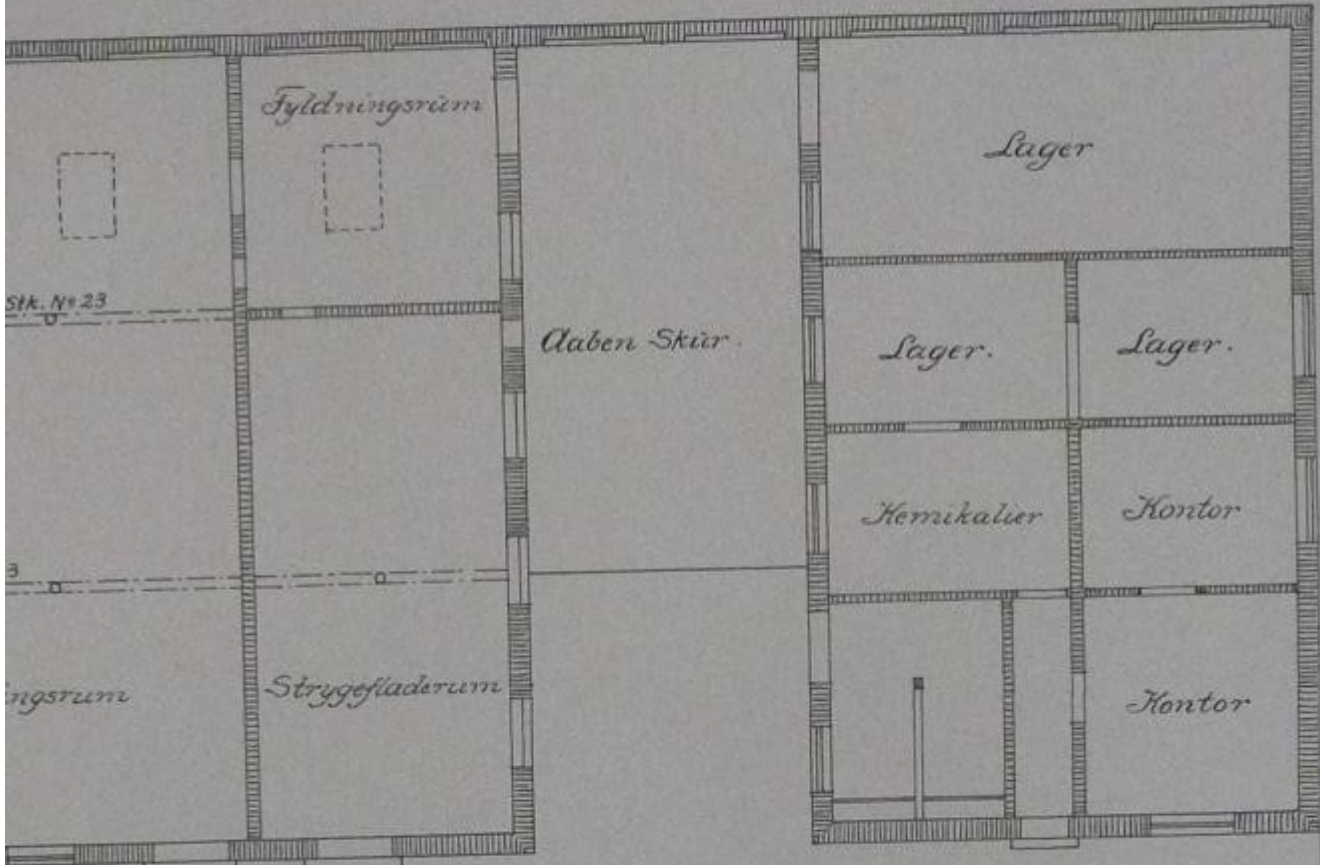 Fyldningsrum
Lager
Stk. № 23
Aaben Skur.
Lager.
Lager.
Kemikalier
Kontor
3
ingsrum
Strygefladerum
Kontor